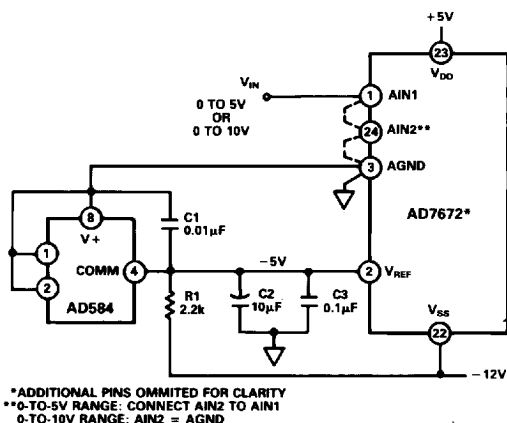 +5V
23
VDD
VIN
1
AIN1
0 TO 5V
OR
0 TO 10V
24
AIN2**
3
AGND
AD7672*
8
V+
C1
0.01µF
1
COMM
4
-5V
2
VREF
2
AD584
R1
2.2k
C2
10µF
C3
0.1µF
VSS
22
-12V
*ADDITIONAL PINS OMMITED FOR CLARITY
**0-TO-5V RANGE: CONNECT AIN2 TO AIN1
0-TO-10V RANGE: AIN2 = AGND